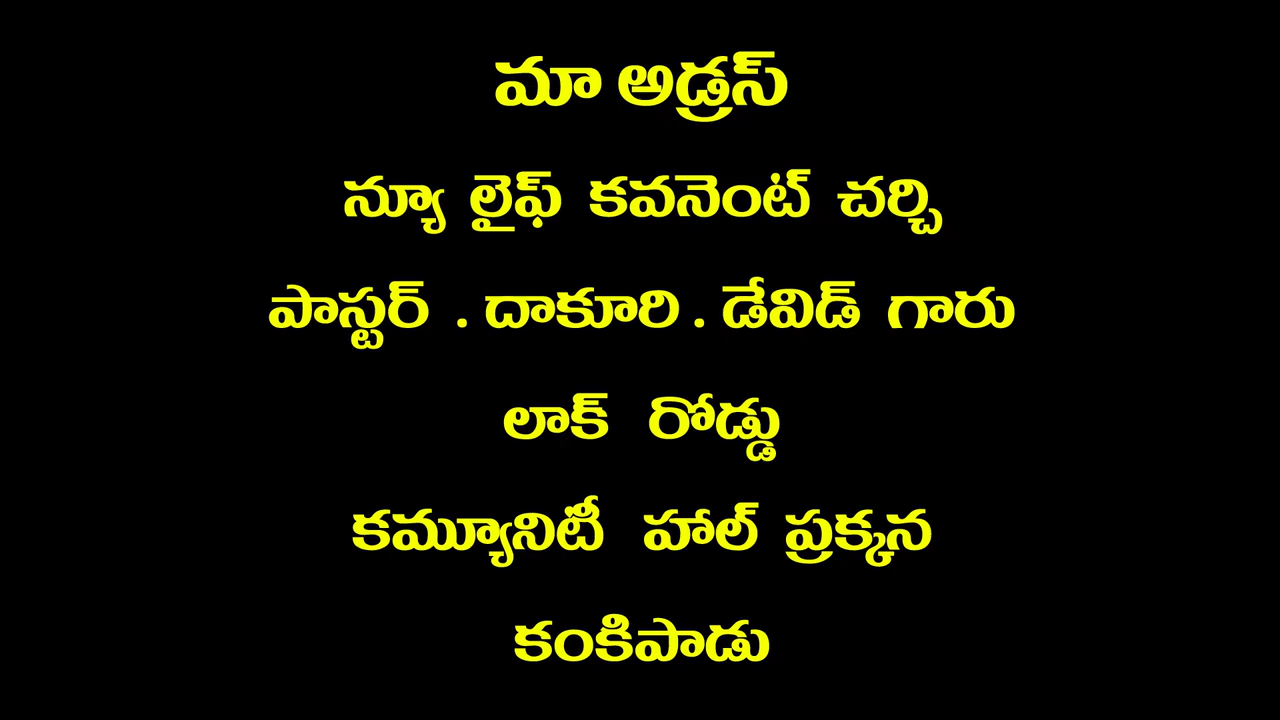 మా అడ్రస్
న్యూ లైఫ్ కవనెంట్ చర్చి
పాస్టర్ . దాకూరి . డేవిడ్ గారు
లాక్ రోడ్డు
కమ్యూనిటీ హాల్ ప్రక్కన
కంకిపాడు